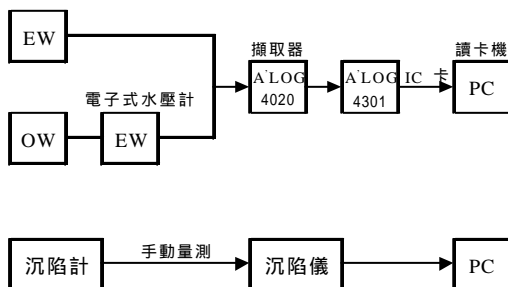 EW
擷取器
讀卡機
A'LOG
4020
A'LOG
4301
IC 卡
PC
電子式水壓計
OW
EW
沉陷計
手動量測
沉陷儀
PC